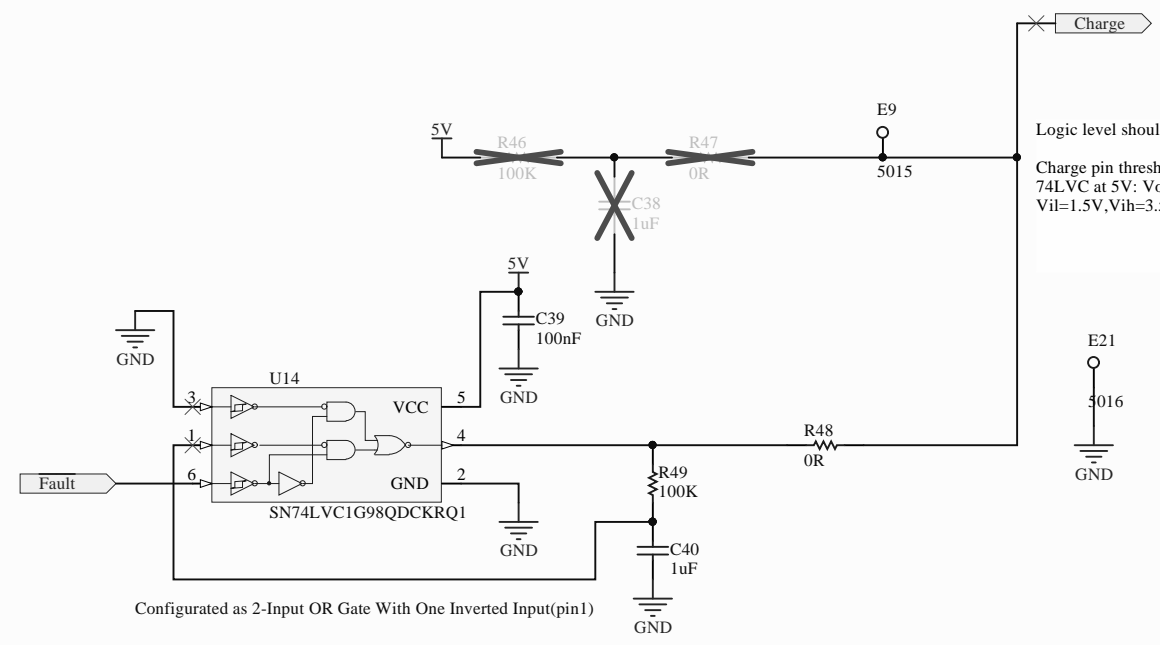 Charge
E9
5V
R46
R47
Logic level shoul
100K
0R
5015
Charge pin thresh
74LVC at 5V: Vo
C38
Vil=1.5V,Vih=3.
1uF
5V
GND
C39
100nF
GND
E21
U14
GND
3
VCC
5
5016
1
4
R48
0R
GND
Fault
6
GND
2
R49
100K
SN74LVC1G98QDCKRQ1
GND
C40
1uF
Configurated as 2-Input OR Gate With One Inverted Input(pin1)
GND